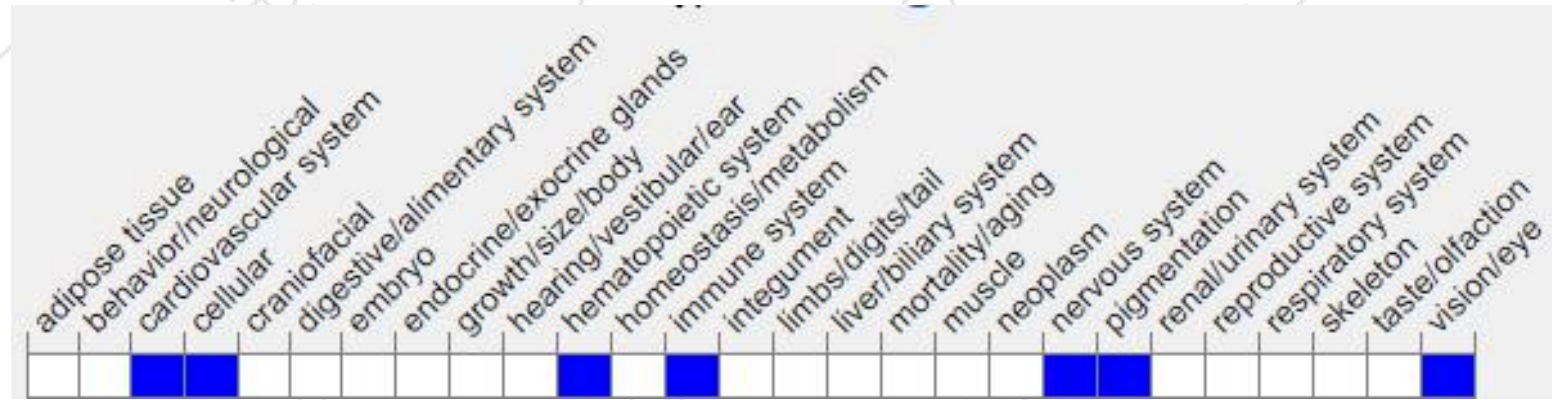 adipose tissue
behavior/neurological
cardiovascular system
cellular
craniofacial
digestive/alimentary system
embryo
endocrine/exocrine glands
growth/size/body
hearing/vestibular/ear
hematopoietic system
homeostasis/metabolism
immune system
integument
limbs/digits/tail
liver/biliary system
mortality/aging
muscle
neoplasm
nervous system
pigmentation
renal/urinary system
reproductive system
respiratory system
skeleton
taste/olfaction
vision/eye